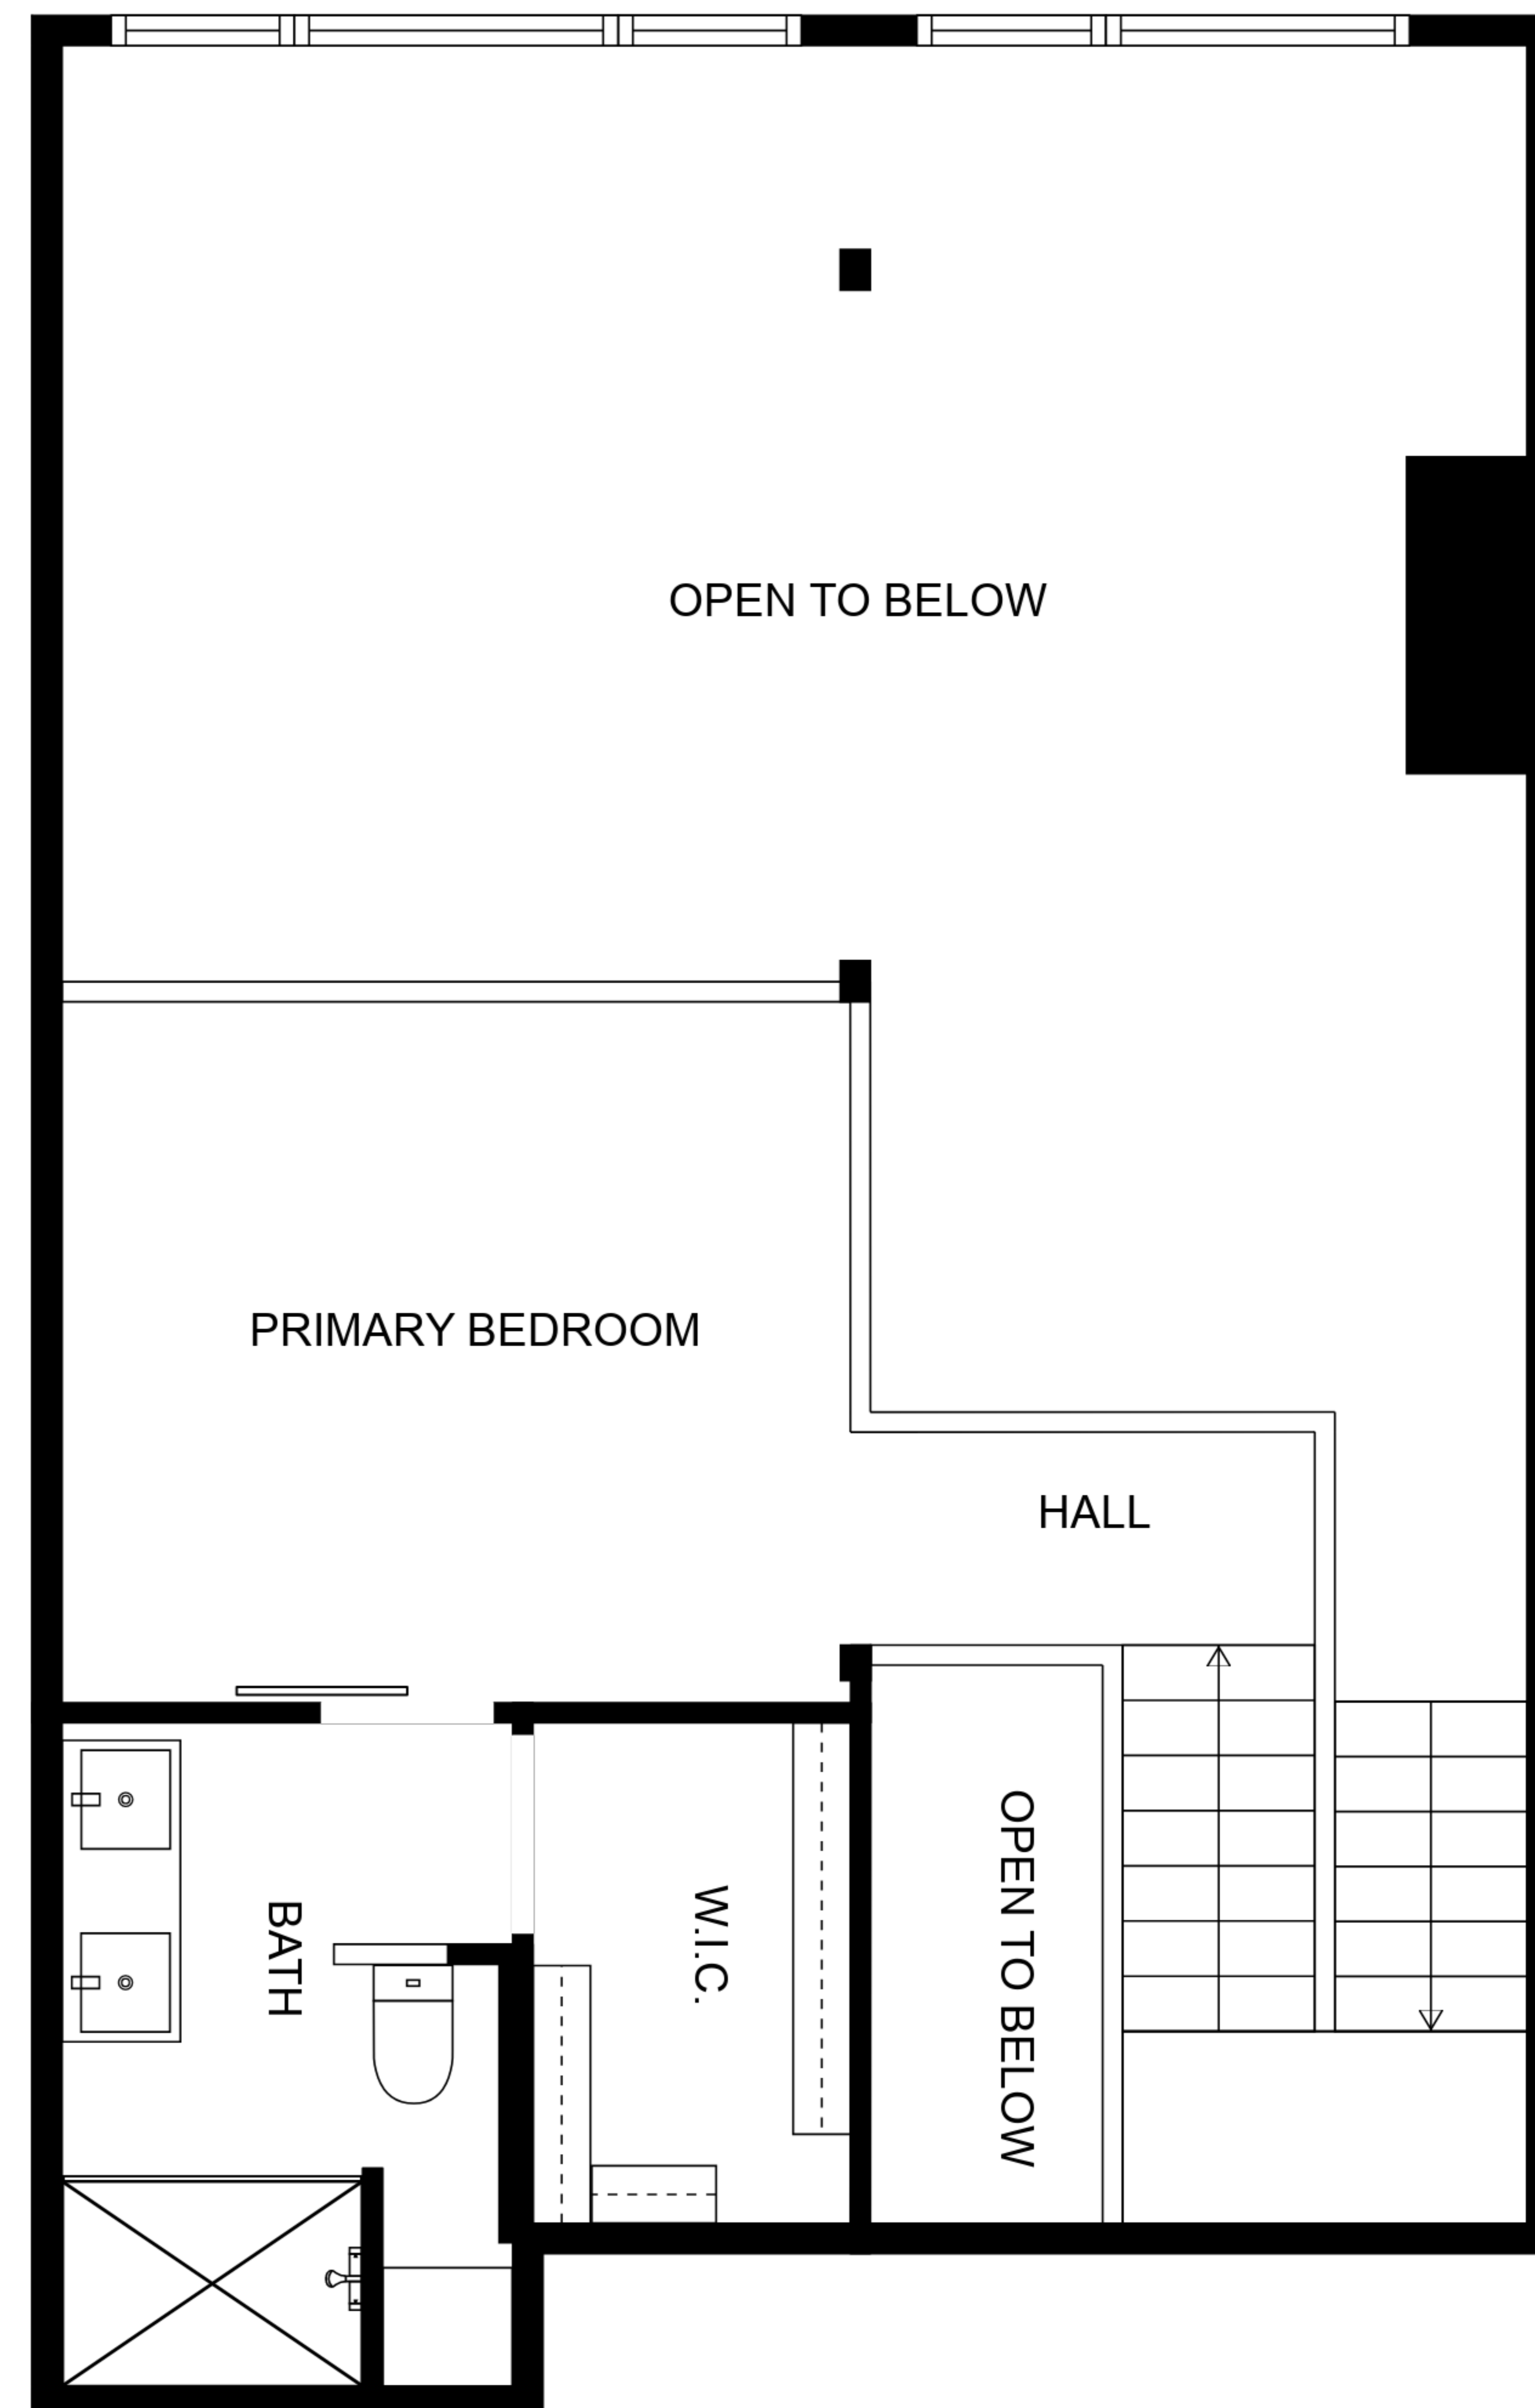 OPEN TO BELOW
PRIMARY BEDROOM
HALL
BATH
W.I.C.
OPEN TO BELOW